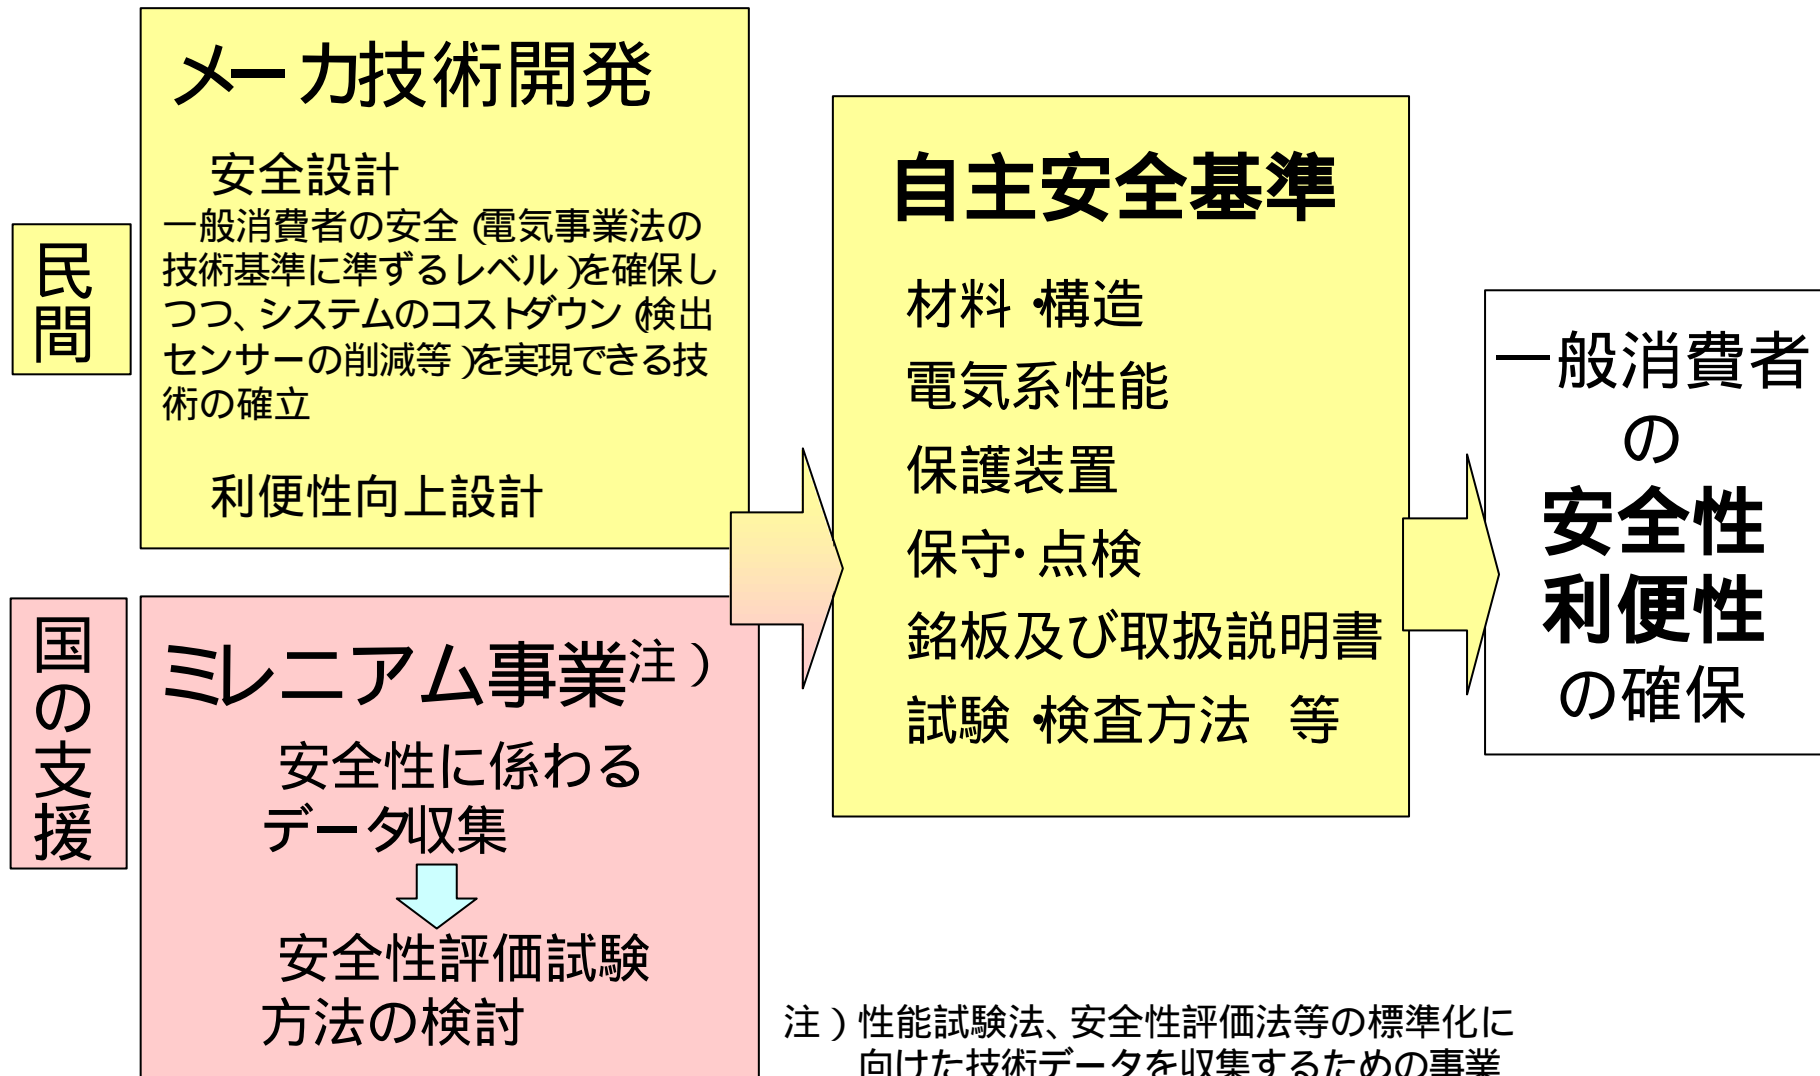 民間
メーカ技術開発
安全設計
一般消費者の安全(電気事業法の
技術基準に準ずるレベル)を確保し
つつ、システムのコストダウン(検出
センサーの削減等)を実現できる技
術の確立
利便性向上設計
国の支援
ミレニアム事業注)
安全性に係わる
データ収集
安全性評価試験
方法の検討
自主安全基準
材料・構造
電気系性能
保護装置
保守・点検
銘板及び取扱説明書
試験・検査方法 等
一般消費者
の
安全性
利便性
の確保
注)性能試験法、安全性評価法等の標準化に
向けた技術データを収集するための事業